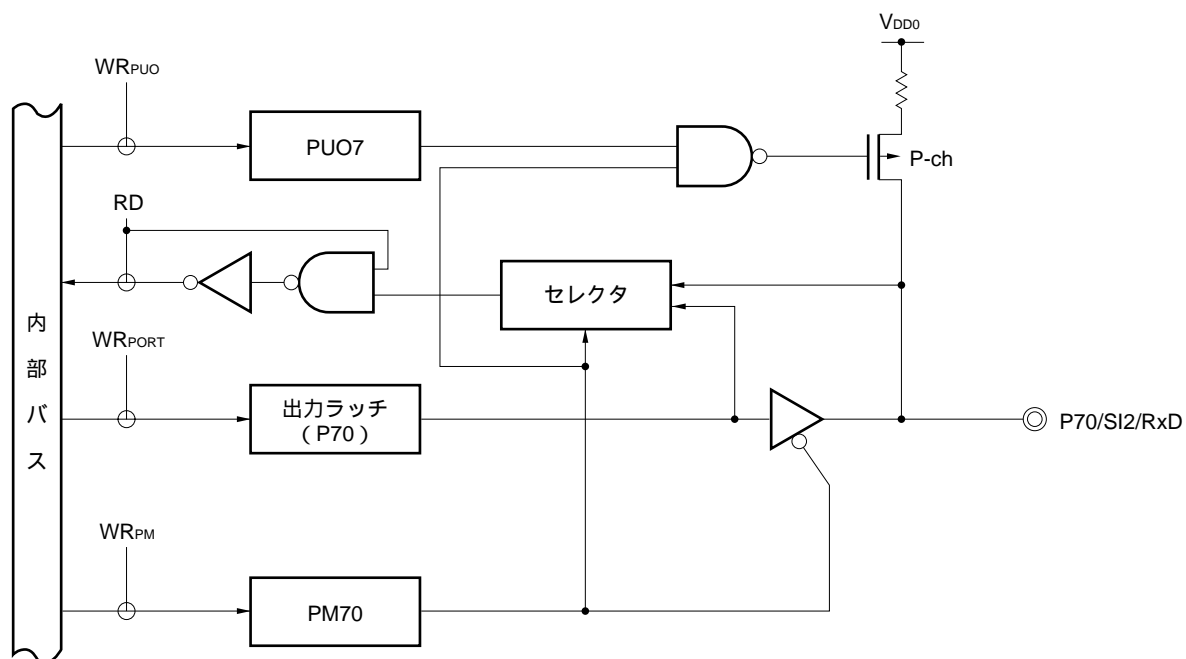 VDD0
WRPUO
PUO7
P-ch
RD
セレクタ
内部バス
WRPORT
出力ラッチ
（P70）
P70/SI2/RxD
WRPM
PM70